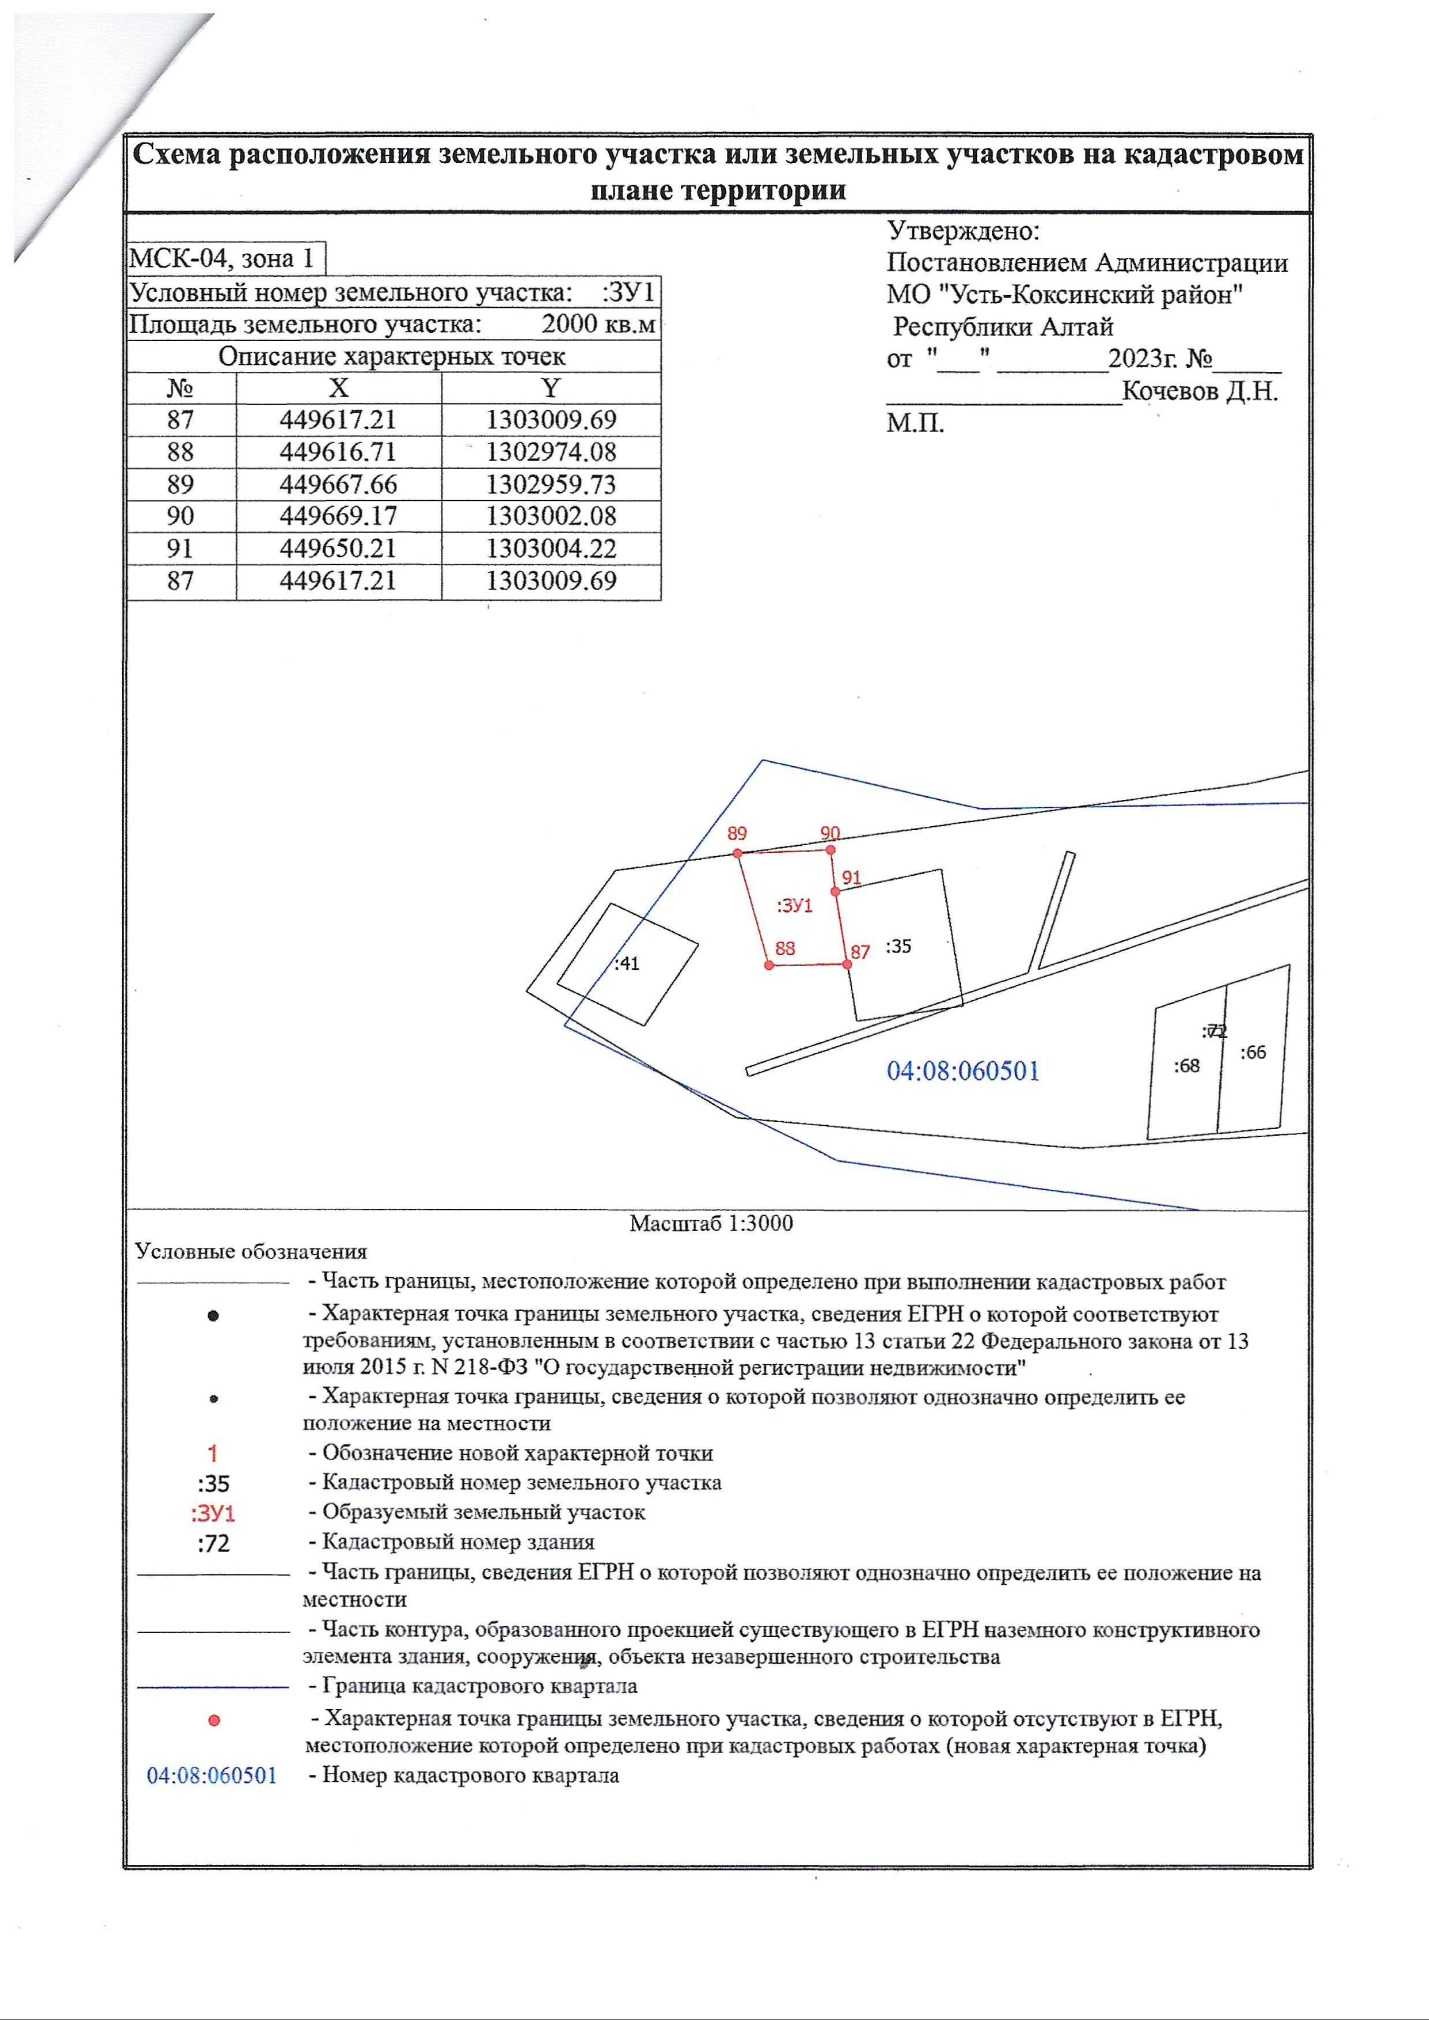 Схема расположения земельного участка или земельных участков на кадастровом
плане территории
Утверждено:
Постановлением Администрации
МО "Усть-Коксинский район"
Республики Алтай
от "___" ________2023г. №_____
_________________Кочевов Д.Н.
М.П.
МСК-04, зона 1
Условный номер земельного участка: :ЗУ1
Площадь земельного участка: 2000 кв.м
Описание характерных точек
№ X Y
87 449617.21 1303009.69
88 449616.71 1302974.08
89 449667.66 1302959.73
90 449669.17 1303002.08
91 449650.21 1303004.22
87 449617.21 1303009.69
89
90
91
:ЗУ1
88
87
:35
:41
:72
:66
:68
04:08:060501
Масштаб 1:3000
Условные обозначения
- Часть границы, местоположение которой определено при выполнении кадастровых работ
- Характерная точка границы земельного участка, сведения ЕГРН о которой соответствуют
требованиям, установленным в соответствии с частью 13 статьи 22 Федерального закона от 13
июля 2015 г. N 218-ФЗ "О государственной регистрации недвижимости"
- Характерная точка границы, сведения о которой позволяют однозначно определить ее
положение на местности
1 - Обозначение новой характерной точки
:35 - Кадастровый номер земельного участка
:ЗУ1 - Образуемый земельный участок
:72 - Кадастровый номер здания
- Часть границы, сведения ЕГРН о которой позволяют однозначно определить ее положение на
местности
- Часть контура, образованного проекцией существующего в ЕГРН наземного конструктивного
элемента здания, сооружения, объекта незавершенного строительства
- Граница кадастрового квартала
- Характерная точка границы земельного участка, сведения о которой отсутствуют в ЕГРН,
местоположение которой определено при кадастровых работах (новая характерная точка)
04:08:060501 - Номер кадастрового квартала